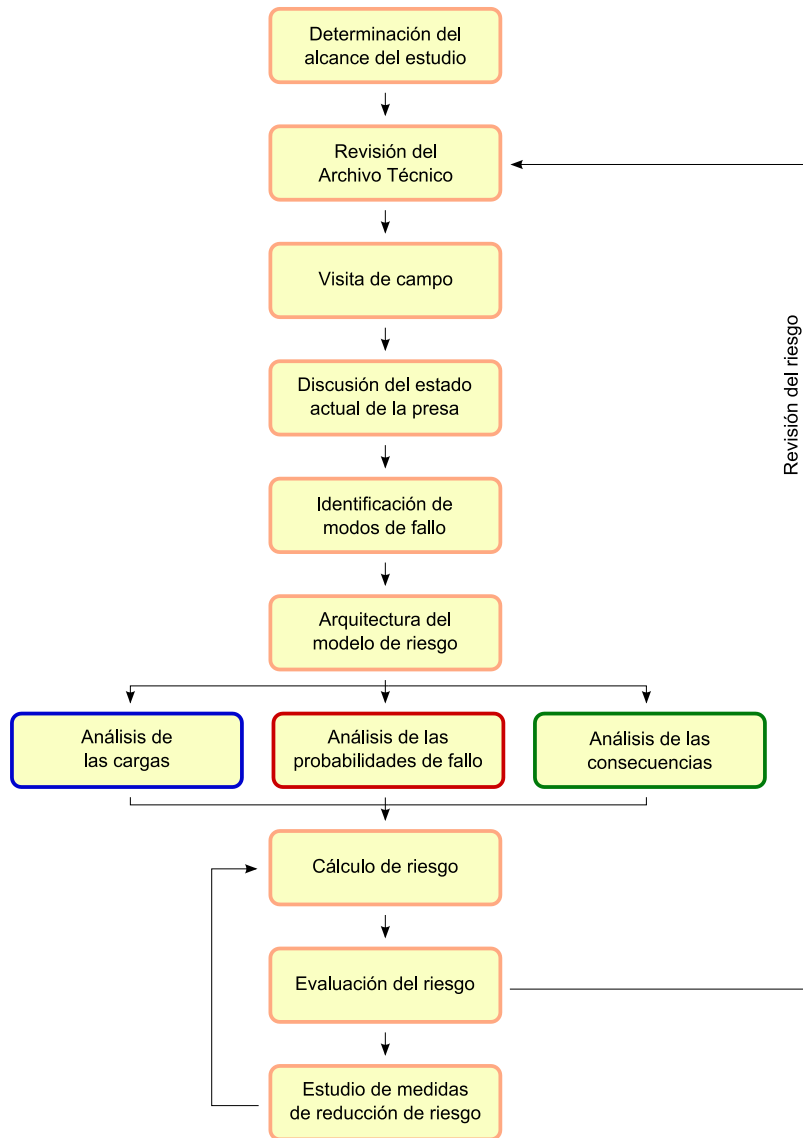 Determinación del
alcance del estudio
Revisión del
Archivo Técnico
Visita de campo
Discusión del estado
actual de la presa
Identificación de
modos de fallo
Arquitectura del
modelo de riesgo
Análisis de
las cargas
Análisis de las
probabilidades de fallo
Análisis de las
consecuencias
Cálculo de riesgo
Evaluación del riesgo
Estudio de medidas
de reducción de riesgo
Revisión del riesgo